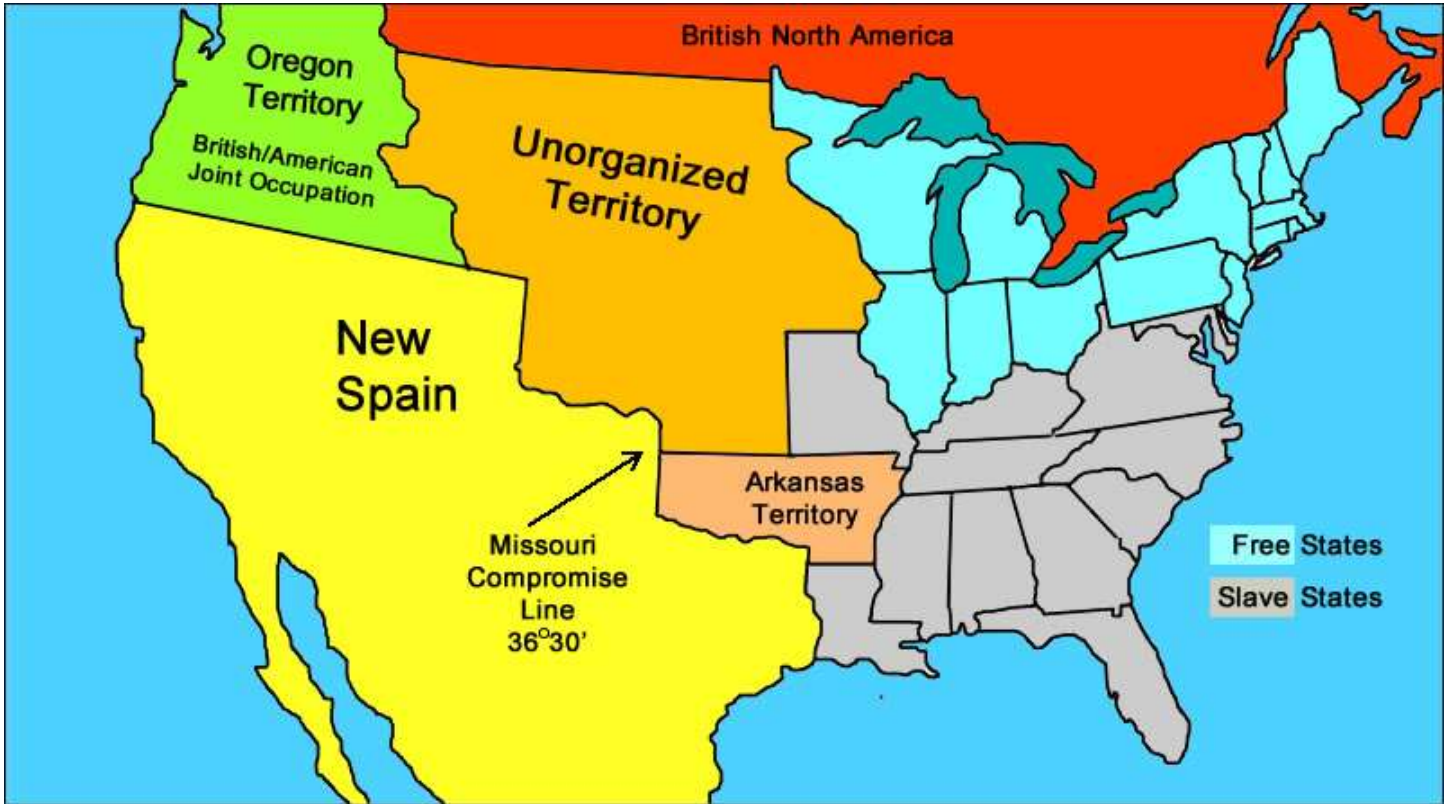 British North America
Oregon
Territory
British/American
Joint Occupation
Unorganized
Territory
New
Spain
Missouri
Compromise
Line
36°30'
Arkansas
Territory
Free States
Slave States